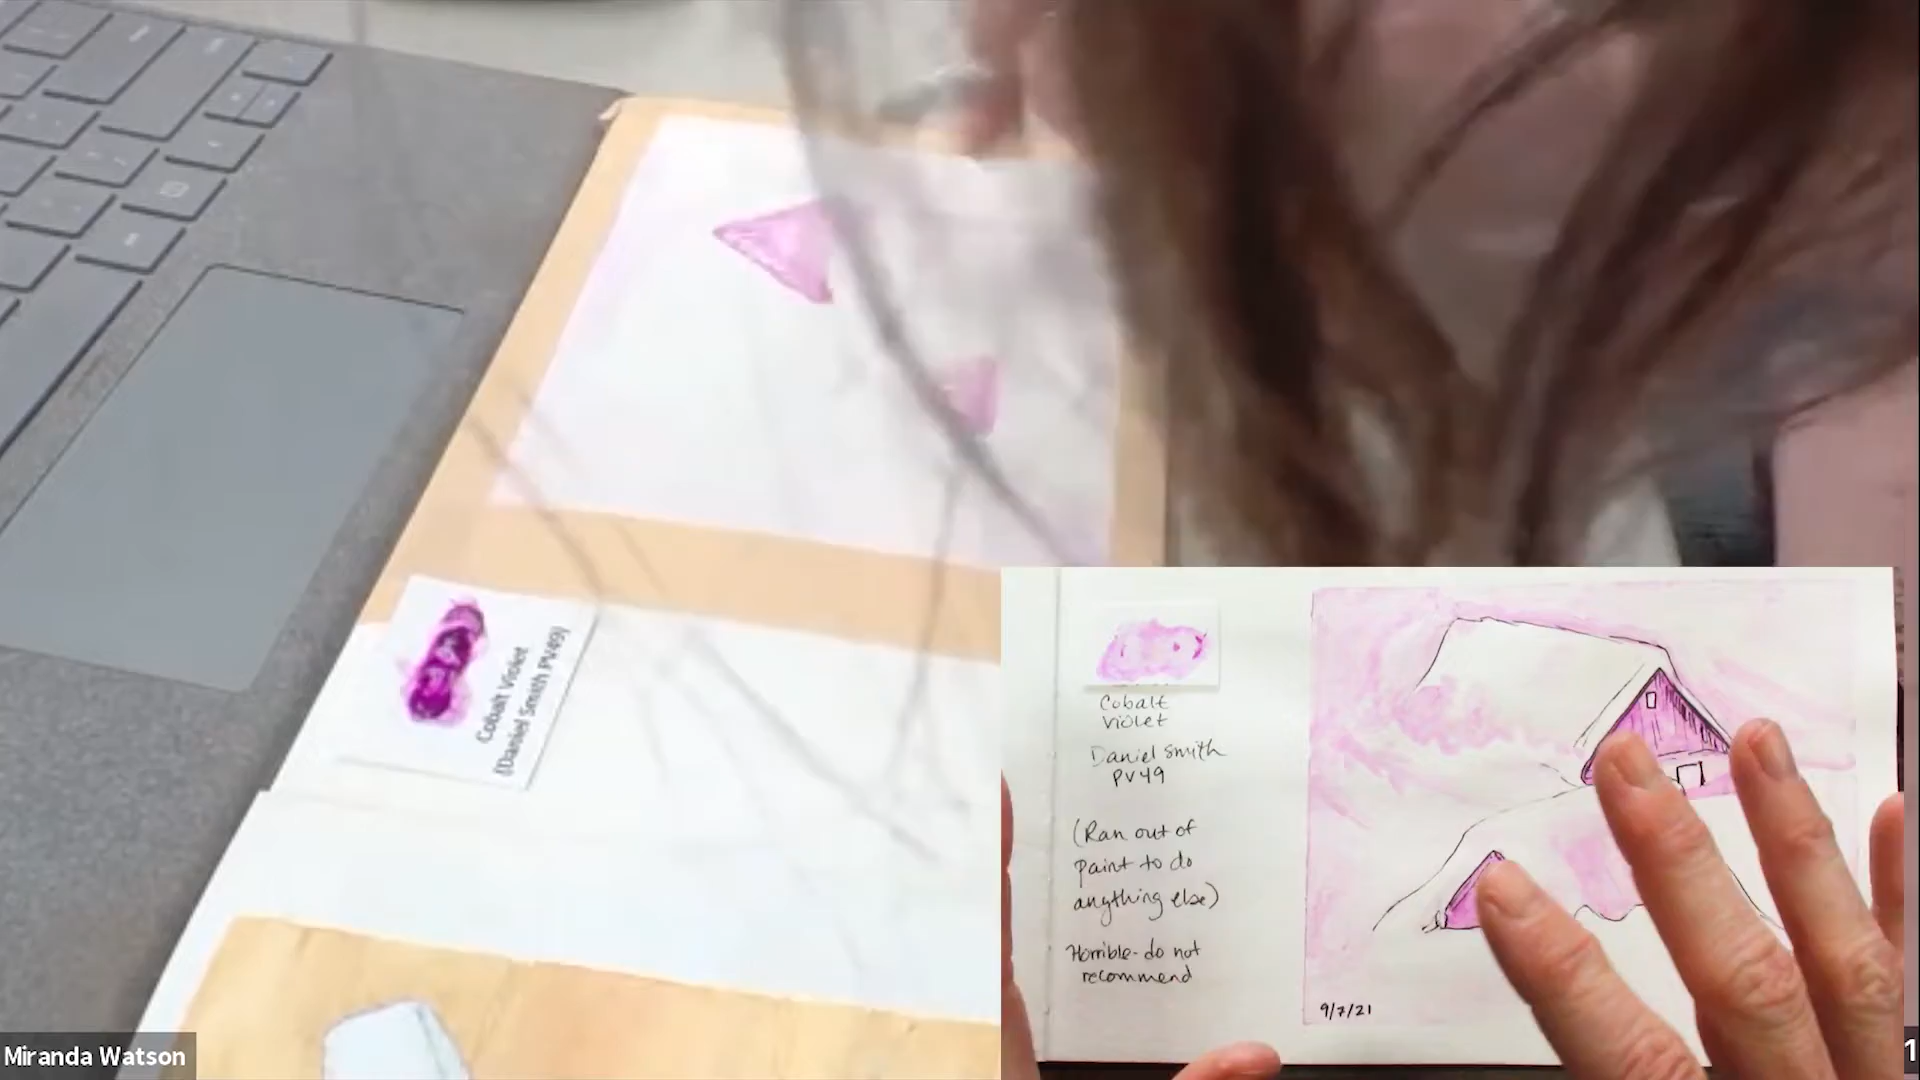 Cobalt Violet
(Daniel Smith PV49)
Cobalt
Violet
Daniel Smith
PV49
(Ran out of
paint to do
anything else)
Horrible - do not
recommend
9/7/21
Miranda Watson
1